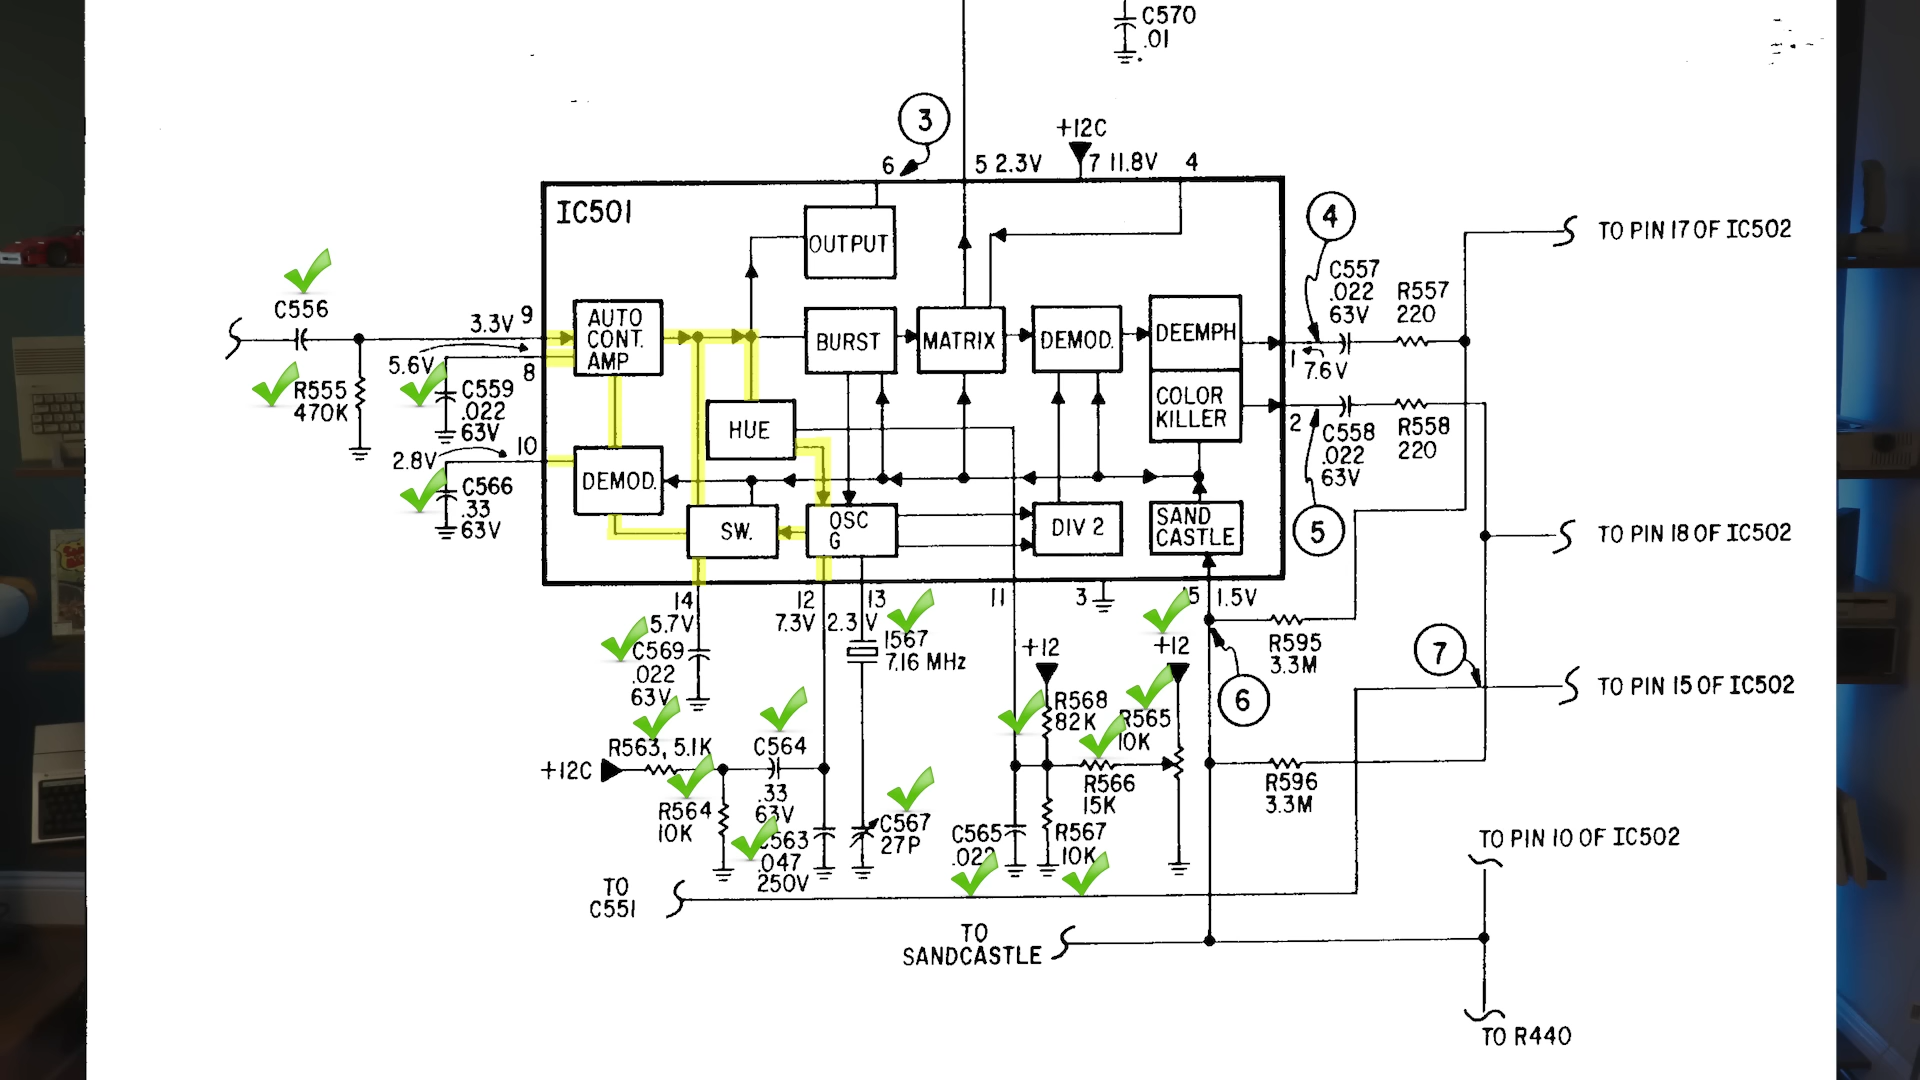 C570
.01
3
+12C
6
5 2.3V
7 11.8V
4
IC501
OUTPUT
4
TO PIN 17 OF IC502
C557
.022
63V
R557
220
C556
3.3V
9
AUTO
CONT.
AMP
BURST
MATRIX
DEMOD.
DEEMPH
1
7.6V
5.6V
8
R555
470K
C559
.022
63V
COLOR
KILLER
2
C558
.022
63V
R558
220
HUE
10
2.8V
C566
.33
63V
DEMOD.
SW.
OSC
G
DIV 2
SAND
CASTLE
5
TO PIN 18 OF IC502
14
5.7V
12
7.3V
13
2.3 V
11
3
15
1.5V
C569
.022
63V
1567
7.16 MHz
+12
+12
R595
3.3M
7
6
TO PIN 15 OF IC502
R568
82K
R565
10K
R563, 5.1K
C564
.33
63V
+12C
R564
10K
C563
.047
250V
C567
27P
R566
15K
R596
3.3M
C565
.022
R567
10K
TO PIN 10 OF IC502
TO
C551
TO
SANDCASTLE
TO R440